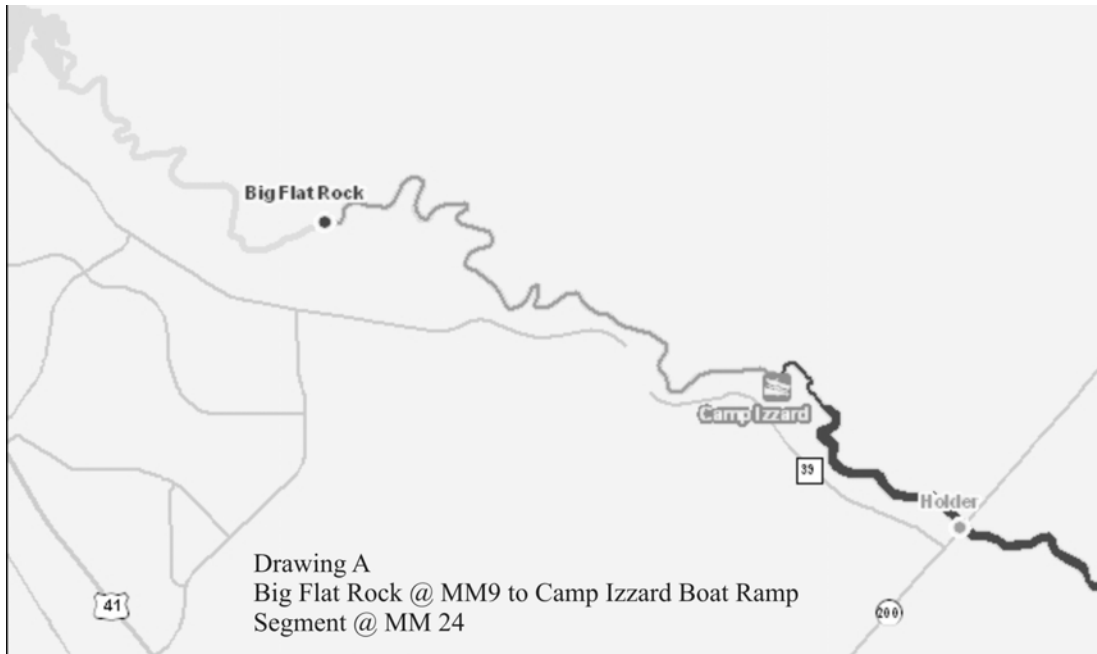 Big Flat Rock
Camp Izzard
39
Holder
Drawing A
Big Flat Rock @ MM9 to Camp Izzard Boat Ramp
Segment @ MM 24
41
200